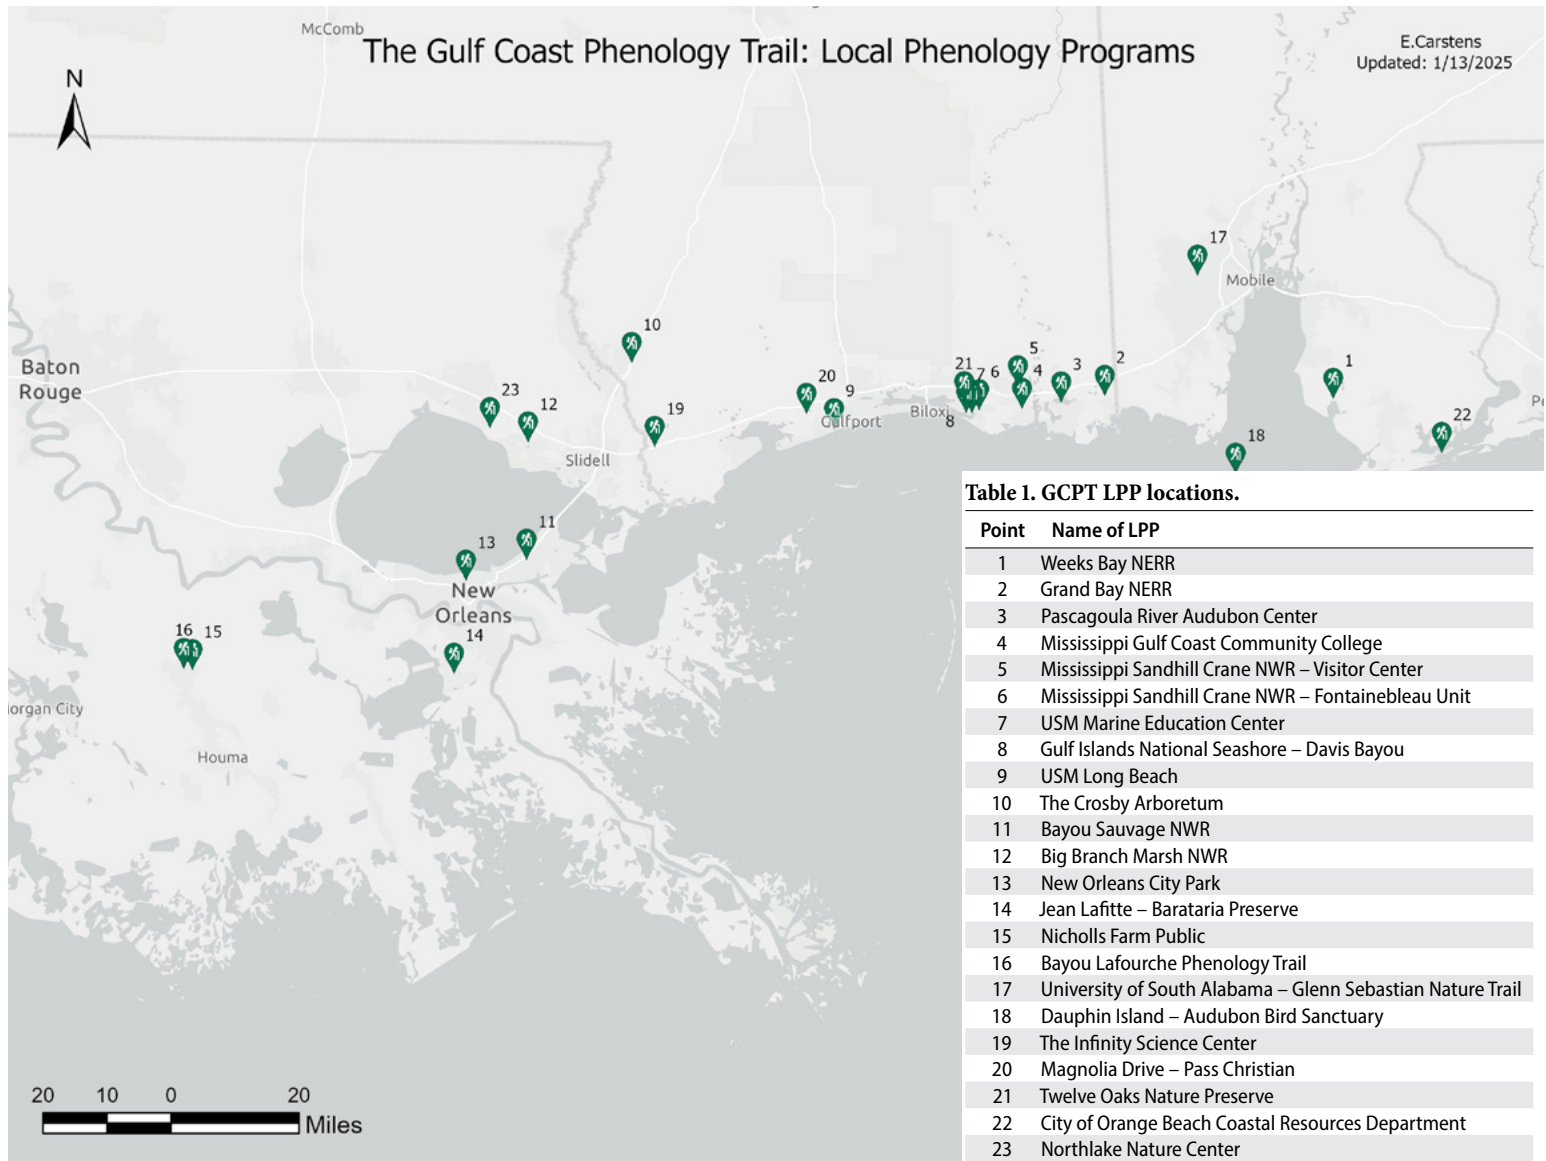 McComb
The Gulf Coast Phenology Trail: Local Phenology Programs
E.Carstens
Updated: 1/13/2025
N
17
Mobile
10
5
21
7
6
4
3
2
1
Baton
Rouge
23
12
20
9
Gulfport
Biloxi
8
19
22
18
Slidell
11
13
New
Orleans
14
16
15
organ City
Houma
Table 1. GCPT LPP locations.
Point Name of LPP
1 Weeks Bay NERR
2 Grand Bay NERR
3 Pascagoula River Audubon Center
4 Mississippi Gulf Coast Community College
5 Mississippi Sandhill Crane NWR – Visitor Center
6 Mississippi Sandhill Crane NWR – Fontainebleau Unit
7 USM Marine Education Center
8 Gulf Islands National Seashore – Davis Bayou
9 USM Long Beach
10 The Crosby Arboretum
11 Bayou Sauvage NWR
12 Big Branch Marsh NWR
13 New Orleans City Park
14 Jean Lafitte – Barataria Preserve
15 Nicholls Farm Public
16 Bayou Lafourche Phenology Trail
17 University of South Alabama – Glenn Sebastian Nature Trail
18 Dauphin Island – Audubon Bird Sanctuary
19 The Infinity Science Center
20 Magnolia Drive – Pass Christian
21 Twelve Oaks Nature Preserve
22 City of Orange Beach Coastal Resources Department
23 Northlake Nature Center
20 10 0 20
Miles